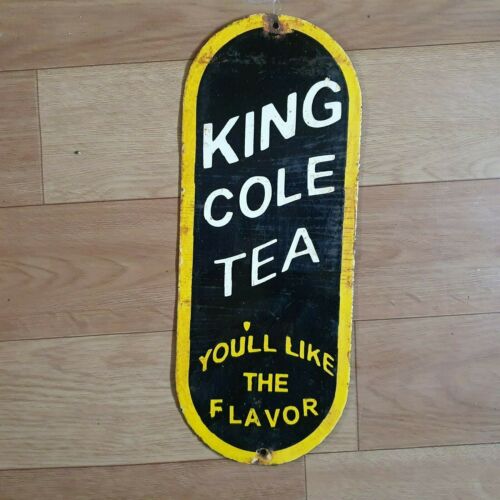 KING
COLE
TEA
YOU'LL LIKE
THE
FLAVOR